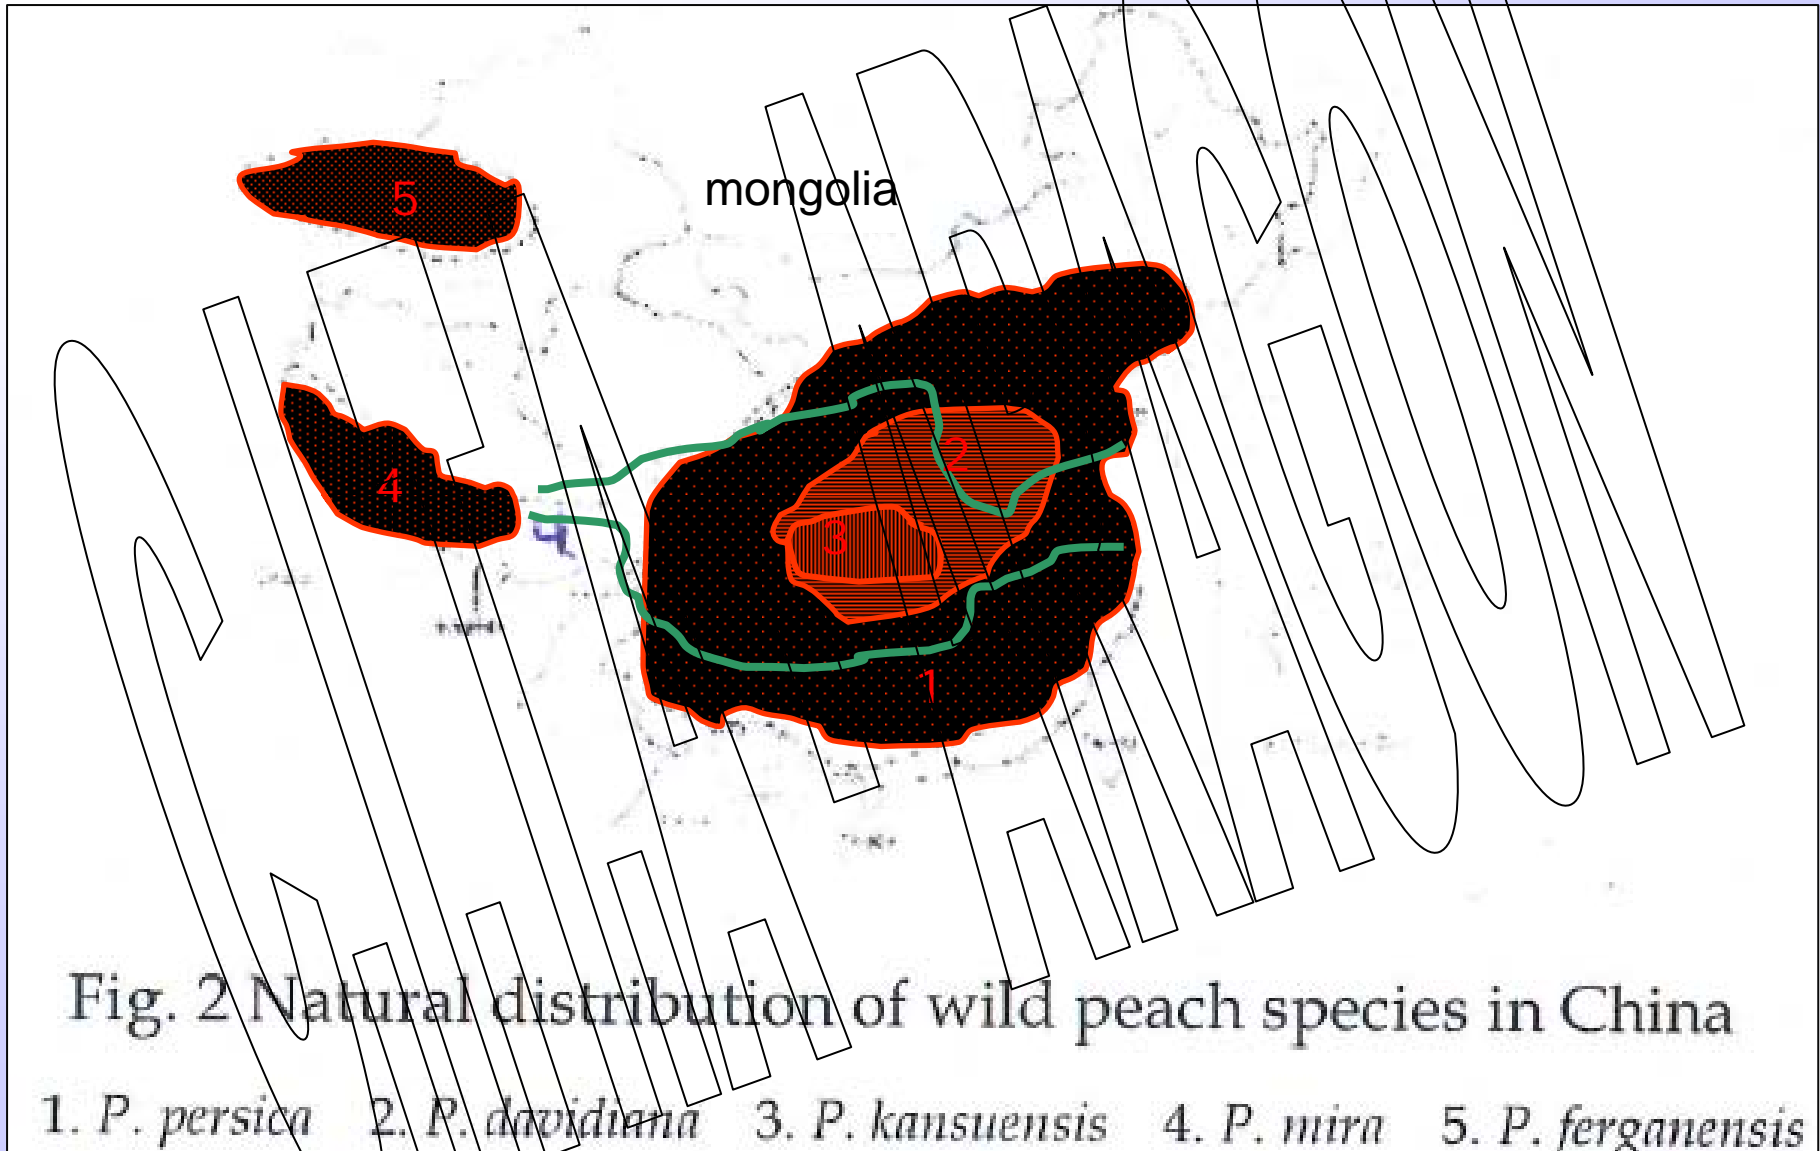 5
mongolia
2
4
3
4
1
Fig. 2 Natural distribution of wild peach species in China
1. P. persica 2. P. davidiana 3. P. kansuensis 4. P. mira 5. P. ferganensis